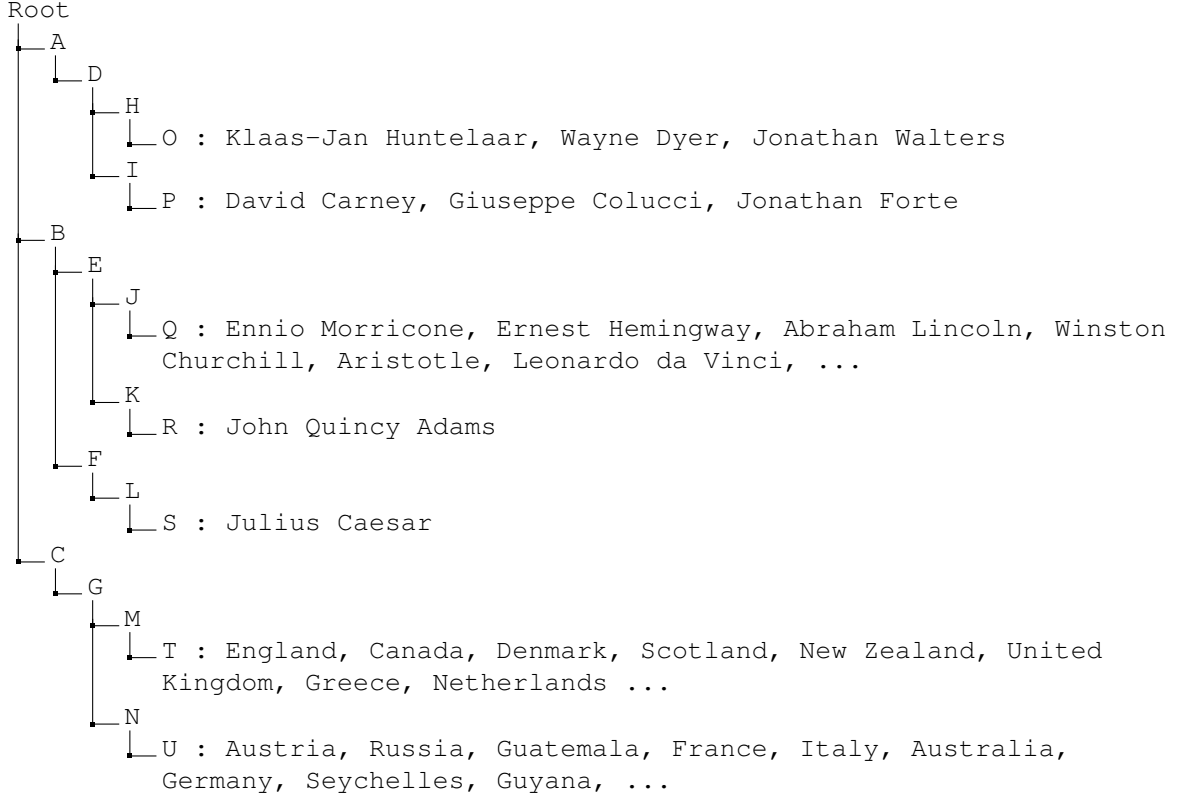 Root
A
D
H
O : Klaas-Jan Huntelaar, Wayne Dyer, Jonathan Walters
I
P : David Carney, Giuseppe Colucci, Jonathan Forte
B
E
J
Q : Ennio Morricone, Ernest Hemingway, Abraham Lincoln, Winston
Churchill, Aristotle, Leonardo da Vinci, ...
K
R : John Quincy Adams
F
L
S : Julius Caesar
C
G
M
T : England, Canada, Denmark, Scotland, New Zealand, United
Kingdom, Greece, Netherlands ...
N
U : Austria, Russia, Guatemala, France, Italy, Australia,
Germany, Seychelles, Guyana, ...